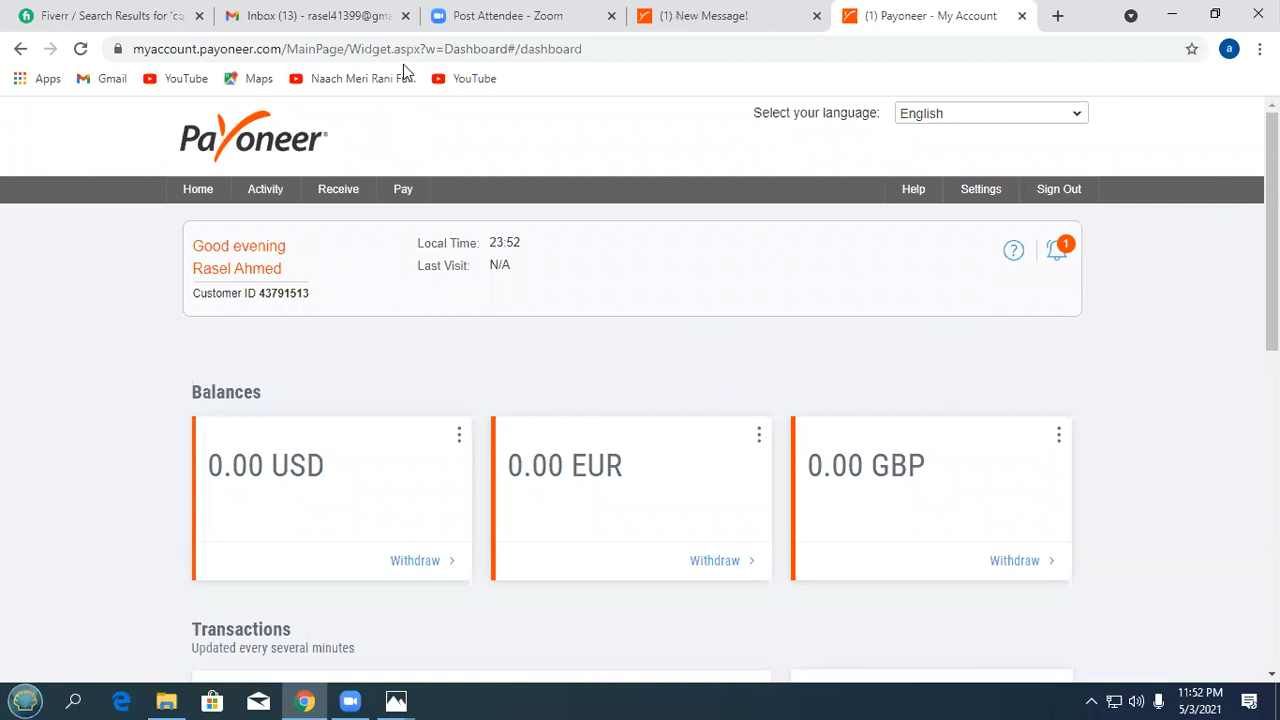 Fiverr / Search Results for 'cq
Inbox (13) - rasel41399@gma
Post Attendee - Zoom
(1) New Message!
(1) Payoneer - My Account
myaccount.payoneer.com/MainPage/Widget.aspx?w=Dashboard#/dashboard
a
Apps
Gmail
YouTube
Maps
Naach Meri Rani
YouTube
Payoneer
Select your language:
English
Home
Activity
Receive
Pay
Help
Settings
Sign Out
Good evening
Rasel Ahmed
Customer ID 43791513
Local Time: 23:52
Last Visit: N/A
1
Balances
0.00 USD
Withdraw
0.00 EUR
Withdraw
0.00 GBP
Withdraw
Transactions
Updated every several minutes
11:52 PM
5/3/2021